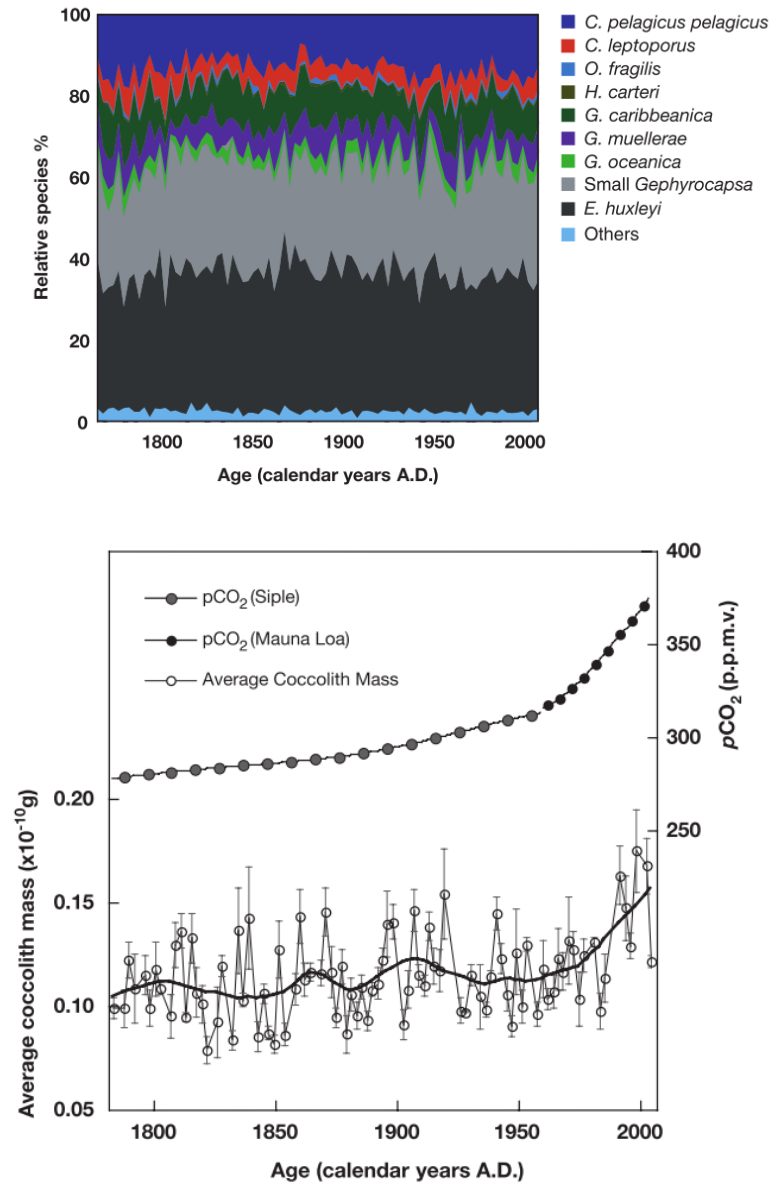 100
80
60
40
20
0
Relative species %
1800
1850
1900
1950
2000
Age (calendar years A.D.)
C. pelagicus pelagicus
C. leptoporus
O. fragilis
H. carteri
G. caribbeanica
G. muellerae
G. oceanica
Small Gephyrocapsa
E. huxleyi
Others
pCO₂ (Siple)
pCO₂ (Mauna Loa)
Average Coccolith Mass
400
350
300
250
pCO₂ (p.p.m.v.)
0.20
0.15
0.10
0.05
Average coccolith mass (x10⁻¹⁰g)
1800
1850
1900
1950
2000
Age (calendar years A.D.)